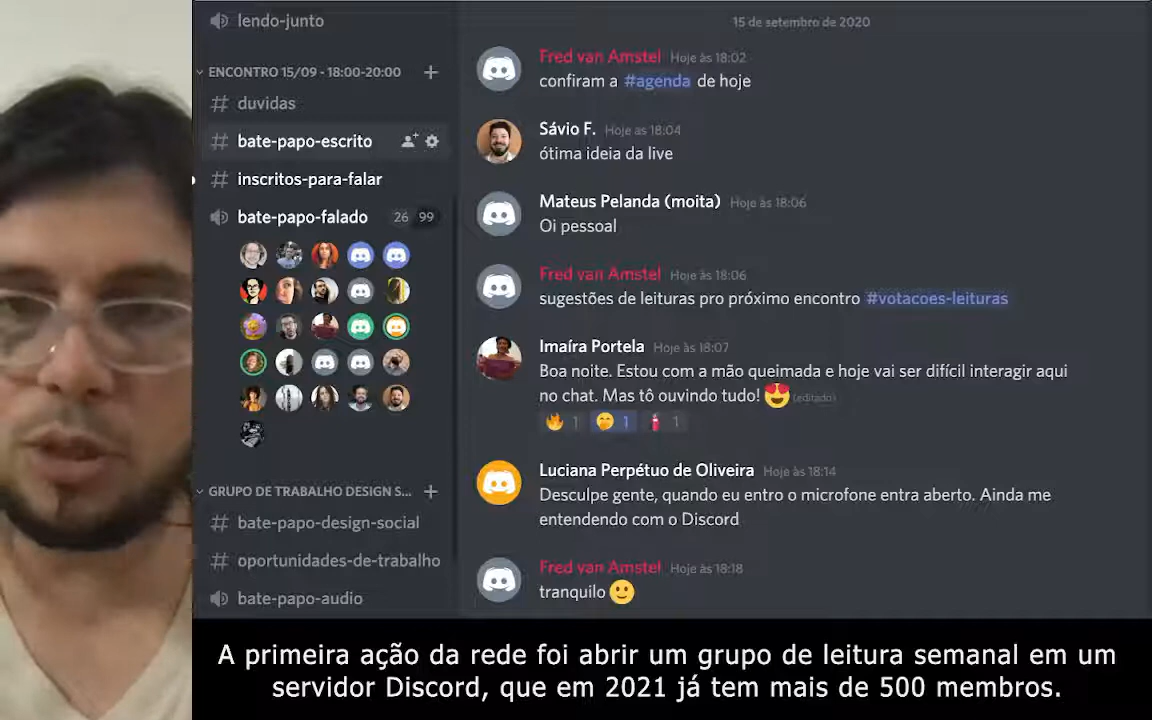 lendo-junto
ENCONTRO 15/09 - 18:00-20:00
duvidas
bate-papo-escrito
inscritos-para-falar
bate-papo-falado 26 99
GRUPO DE TRABALHO DESIGN S...
bate-papo-design-social
oportunidades-de-trabalho
bate-papo-audio
15 de setembro de 2020
Fred van Amstel Hoje às 18:02
confiram a #agenda de hoje
Sávio F. Hoje às 18:04
ótima ideia da live
Mateus Pelanda (moita) Hoje às 18:06
Oi pessoal
Fred van Amstel Hoje às 18:06
sugestões de leituras pro próximo encontro #votacoes-leituras
Imaíra Portela Hoje às 18:07
Boa noite. Estou com a mão queimada e hoje vai ser difícil interagir aqui
no chat. Mas tô ouvindo tudo! 😍 (editado)
🔥 1 🤭 1 🧯 1
Luciana Perpétuo de Oliveira Hoje às 18:14
Desculpe gente, quando eu entro o microfone entra aberto. Ainda me
entendendo com o Discord
Fred van Amstel Hoje às 18:18
tranquilo 🙂
A primeira ação da rede foi abrir um grupo de leitura semanal em um
servidor Discord, que em 2021 já tem mais de 500 membros.